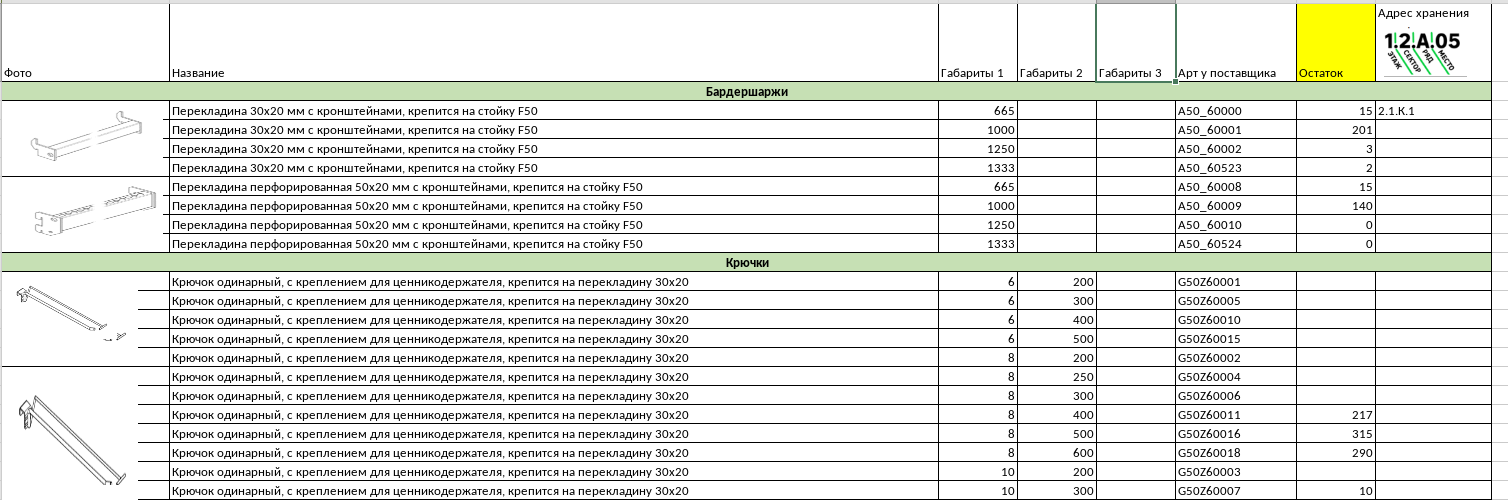 Адрес хранения
1.2.А.05
ЭТАЖ СЕКТОР РЯД МЕСТО
Фото Название Габариты 1 Габариты 2 Габариты 3 Арт у поставщика Остаток
Бардершаржи
Перекладина 30х20 мм с кронштейнами, крепится на стойку F50 665 A50_60000 15 2.1.К.1
Перекладина 30х20 мм с кронштейнами, крепится на стойку F50 1000 A50_60001 201
Перекладина 30х20 мм с кронштейнами, крепится на стойку F50 1250 A50_60002 3
Перекладина 30х20 мм с кронштейнами, крепится на стойку F50 1333 A50_60523 2
Перекладина перфорированная 50х20 мм с кронштейнами, крепится на стойку F50 665 A50_60008 15
Перекладина перфорированная 50х20 мм с кронштейнами, крепится на стойку F50 1000 A50_60009 140
Перекладина перфорированная 50х20 мм с кронштейнами, крепится на стойку F50 1250 A50_60010 0
Перекладина перфорированная 50х20 мм с кронштейнами, крепится на стойку F50 1333 A50_60524 0
Крючки
Крючок одинарный, с креплением для ценникодержателя, крепится на перекладину 30х20 6 200 G50Z60001
Крючок одинарный, с креплением для ценникодержателя, крепится на перекладину 30х20 6 300 G50Z60005
Крючок одинарный, с креплением для ценникодержателя, крепится на перекладину 30х20 6 400 G50Z60010
Крючок одинарный, с креплением для ценникодержателя, крепится на перекладину 30х20 6 500 G50Z60015
Крючок одинарный, с креплением для ценникодержателя, крепится на перекладину 30х20 8 200 G50Z60002
Крючок одинарный, с креплением для ценникодержателя, крепится на перекладину 30х20 8 250 G50Z60004
Крючок одинарный, с креплением для ценникодержателя, крепится на перекладину 30х20 8 300 G50Z60006
Крючок одинарный, с креплением для ценникодержателя, крепится на перекладину 30х20 8 400 G50Z60011 217
Крючок одинарный, с креплением для ценникодержателя, крепится на перекладину 30х20 8 500 G50Z60016 315
Крючок одинарный, с креплением для ценникодержателя, крепится на перекладину 30х20 8 600 G50Z60018 290
Крючок одинарный, с креплением для ценникодержателя, крепится на перекладину 30х20 10 200 G50Z60003
Крючок одинарный, с креплением для ценникодержателя, крепится на перекладину 30х20 10 300 G50Z60007 10